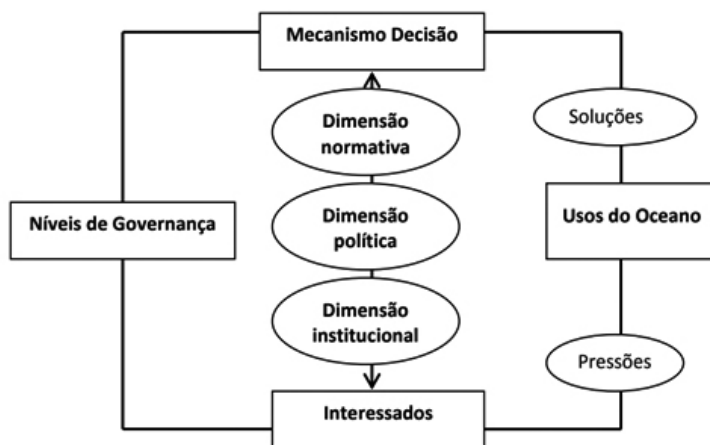 Mecanismo Decisão
Dimensão
normativa
Soluções
Níveis de Governança
Dimensão
política
Usos do Oceano
Dimensão
institucional
Pressões
Interessados